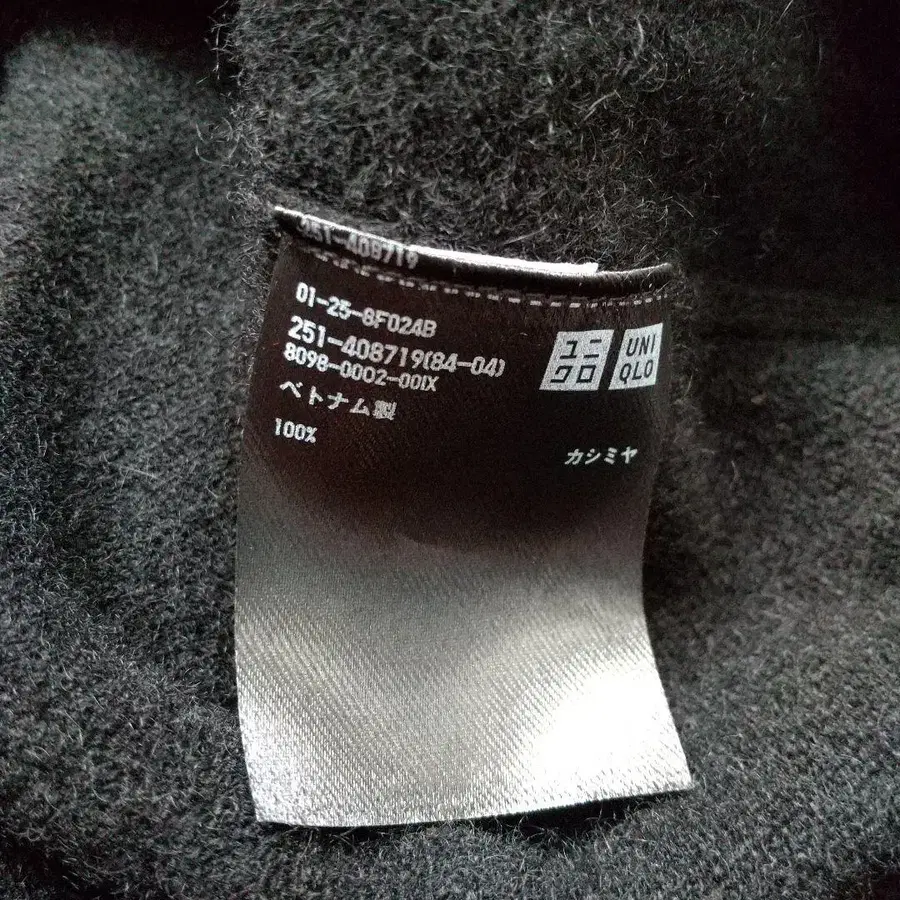 251-408719
01-25-8F024B
251-408719(84-04)
8098-0002-001X
ベトナム製
100% カシミヤ
ユニ
クロ
UNI
QLO